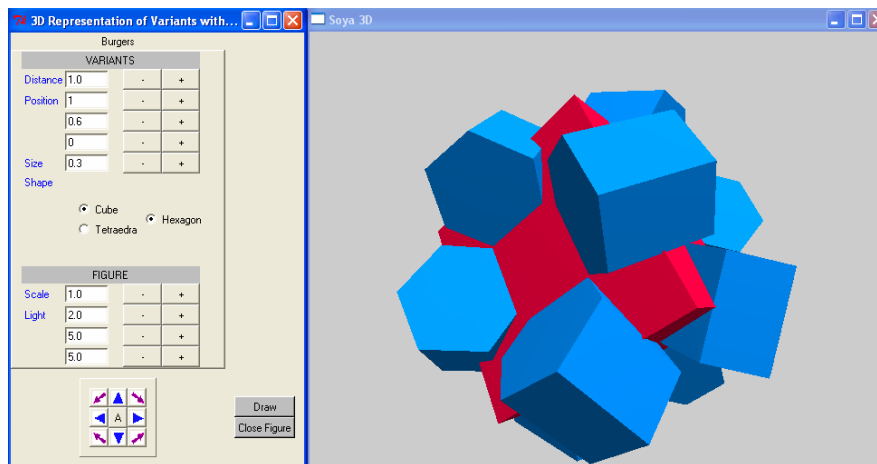 3D Representation of Variants with...
Soya 3D
Burgers
VARIANTS
Distance 1.0 - +
Position 1 - +
0.6 - +
0 - +
Size 0.3 - +
Shape
Cube
Hexagon
Tetraedra
FIGURE
Scale 1.0 - +
Light 2.0 - +
5.0 - +
5.0 - +
A
Draw
Close Figure